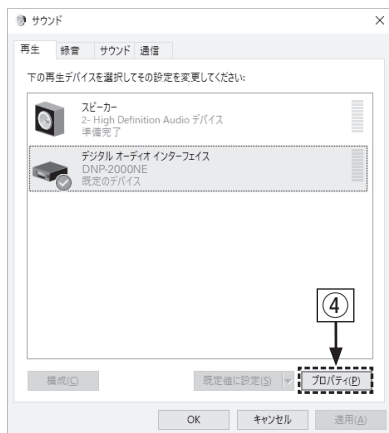 サウンド
再生 録音 サウンド 通信
下の再生デバイスを選択してその設定を変更してください:
スピーカー
2- High Definition Audio デバイス
準備完了
デジタル オーディオ インターフェイス
DNP-2000NE
既定のデバイス
④
構成(C) 既定値に設定(S) プロパティ(P)
OK キャンセル 適用(A)